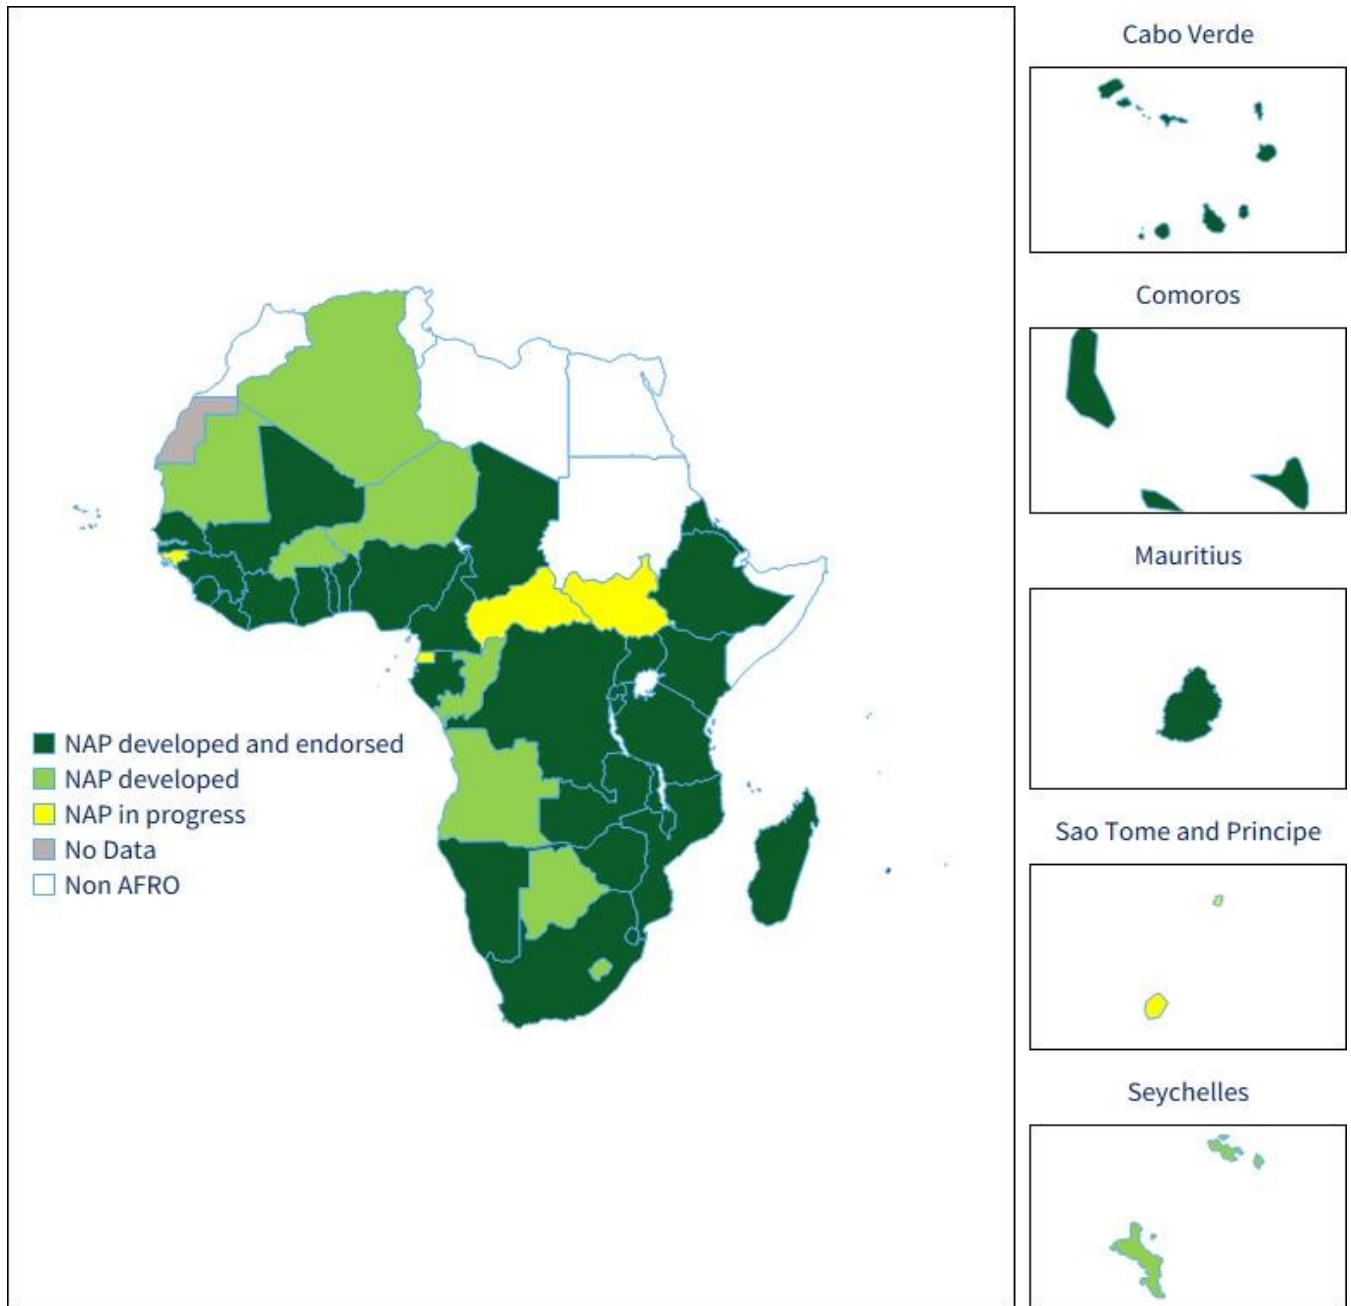 Cabo Verde
Comoros
Mauritius
Sao Tome and Principe
Seychelles
NAP developed and endorsed
NAP developed
NAP in progress
No Data
Non AFRO